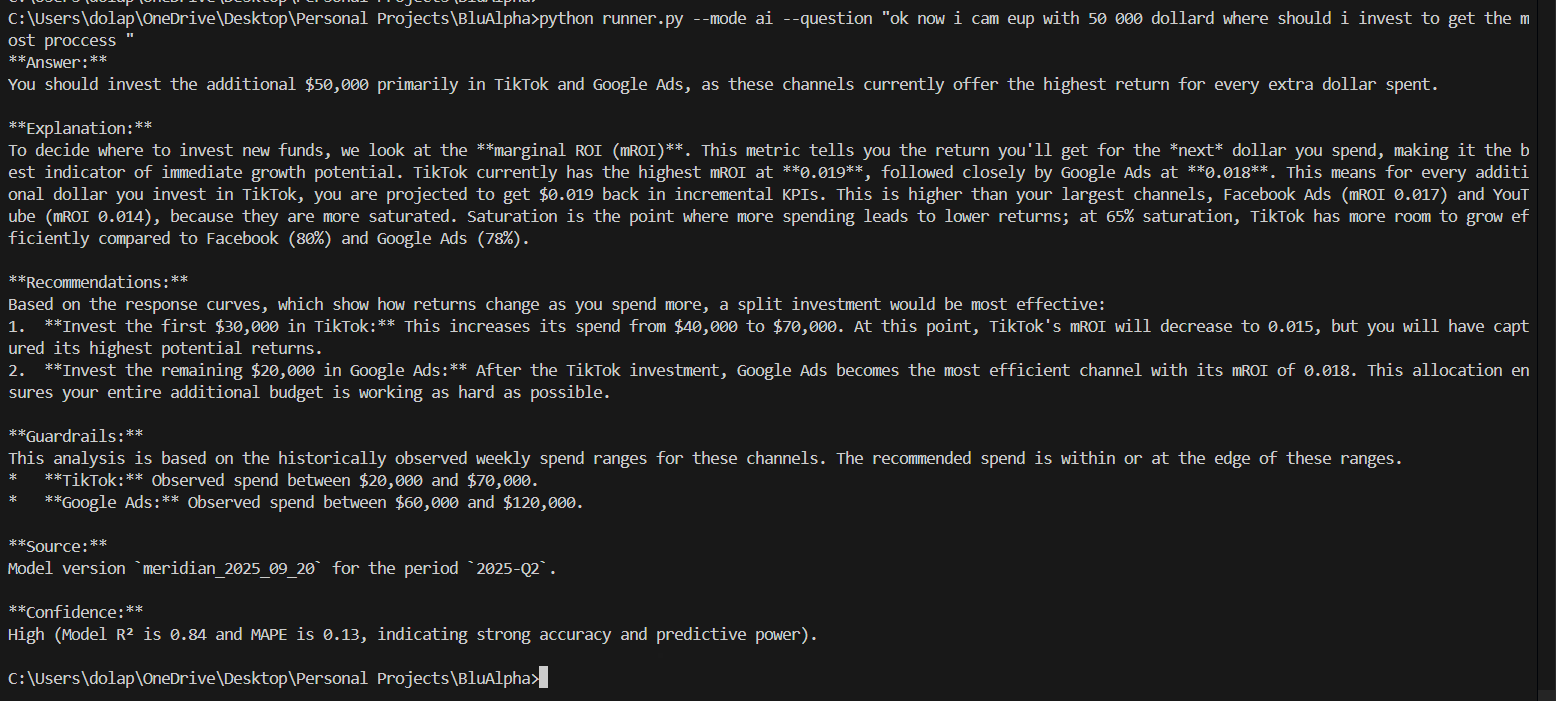 C:\Users\dolap\OneDrive\Desktop\Personal Projects\BluAlpha>python runner.py --mode ai --question "ok now i cam eup with 50 000 dollard where should i invest to get the m
ost proccess "
**Answer:**
You should invest the additional $50,000 primarily in TikTok and Google Ads, as these channels currently offer the highest return for every extra dollar spent.
**Explanation:**
To decide where to invest new funds, we look at the **marginal ROI (mROI)**. This metric tells you the return you'll get for the *next* dollar you spend, making it the b
est indicator of immediate growth potential. TikTok currently has the highest mROI at **0.019**, followed closely by Google Ads at **0.018**. This means for every additi
onal dollar you invest in TikTok, you are projected to get $0.019 back in incremental KPIs. This is higher than your largest channels, Facebook Ads (mROI 0.017) and YouT
ube (mROI 0.014), because they are more saturated. Saturation is the point where more spending leads to lower returns; at 65% saturation, TikTok has more room to grow ef
ficiently compared to Facebook (80%) and Google Ads (78%).
**Recommendations:**
Based on the response curves, which show how returns change as you spend more, a split investment would be most effective:
1.  **Invest the first $30,000 in TikTok:** This increases its spend from $40,000 to $70,000. At this point, TikTok's mROI will decrease to 0.015, but you will have capt
ured its highest potential returns.
2.  **Invest the remaining $20,000 in Google Ads:** After the TikTok investment, Google Ads becomes the most efficient channel with its mROI of 0.018. This allocation en
sures your entire additional budget is working as hard as possible.
**Guardrails:**
This analysis is based on the historically observed weekly spend ranges for these channels. The recommended spend is within or at the edge of these ranges.
*   **TikTok:** Observed spend between $20,000 and $70,000.
*   **Google Ads:** Observed spend between $60,000 and $120,000.
**Source:**
Model version `meridian_2025_09_20` for the period `2025-Q2`.
**Confidence:**
High (Model R² is 0.84 and MAPE is 0.13, indicating strong accuracy and predictive power).
C:\Users\dolap\OneDrive\Desktop\Personal Projects\BluAlpha>